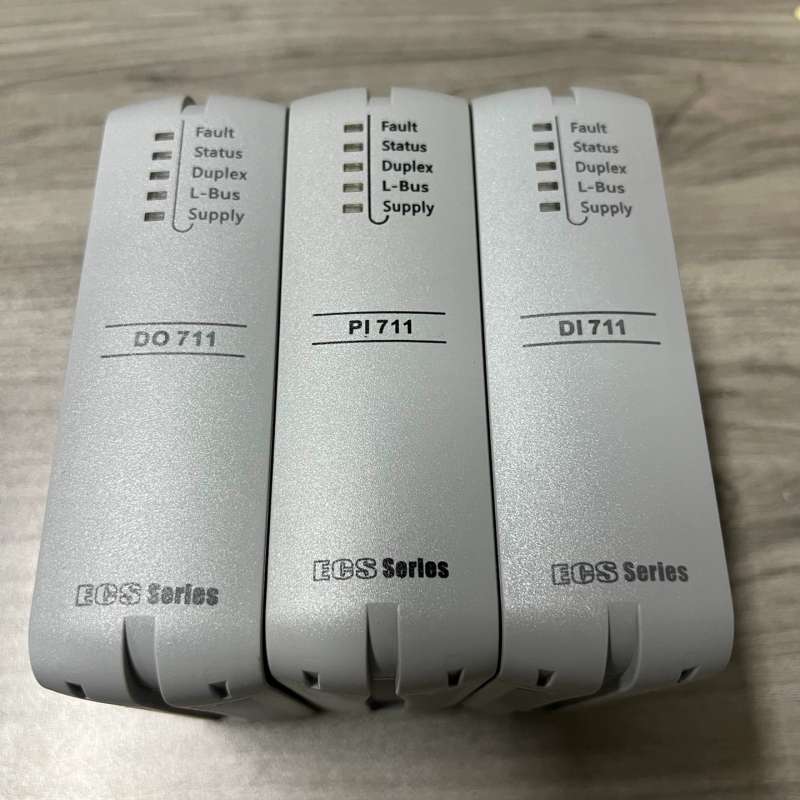 Fault
Status
Duplex
L-Bus
Supply
DO 711
ECS Series
Fault
Status
Duplex
L-Bus
Supply
PI 711
ECS Series
Fault
Status
Duplex
L-Bus
Supply
DI 711
ECS Series